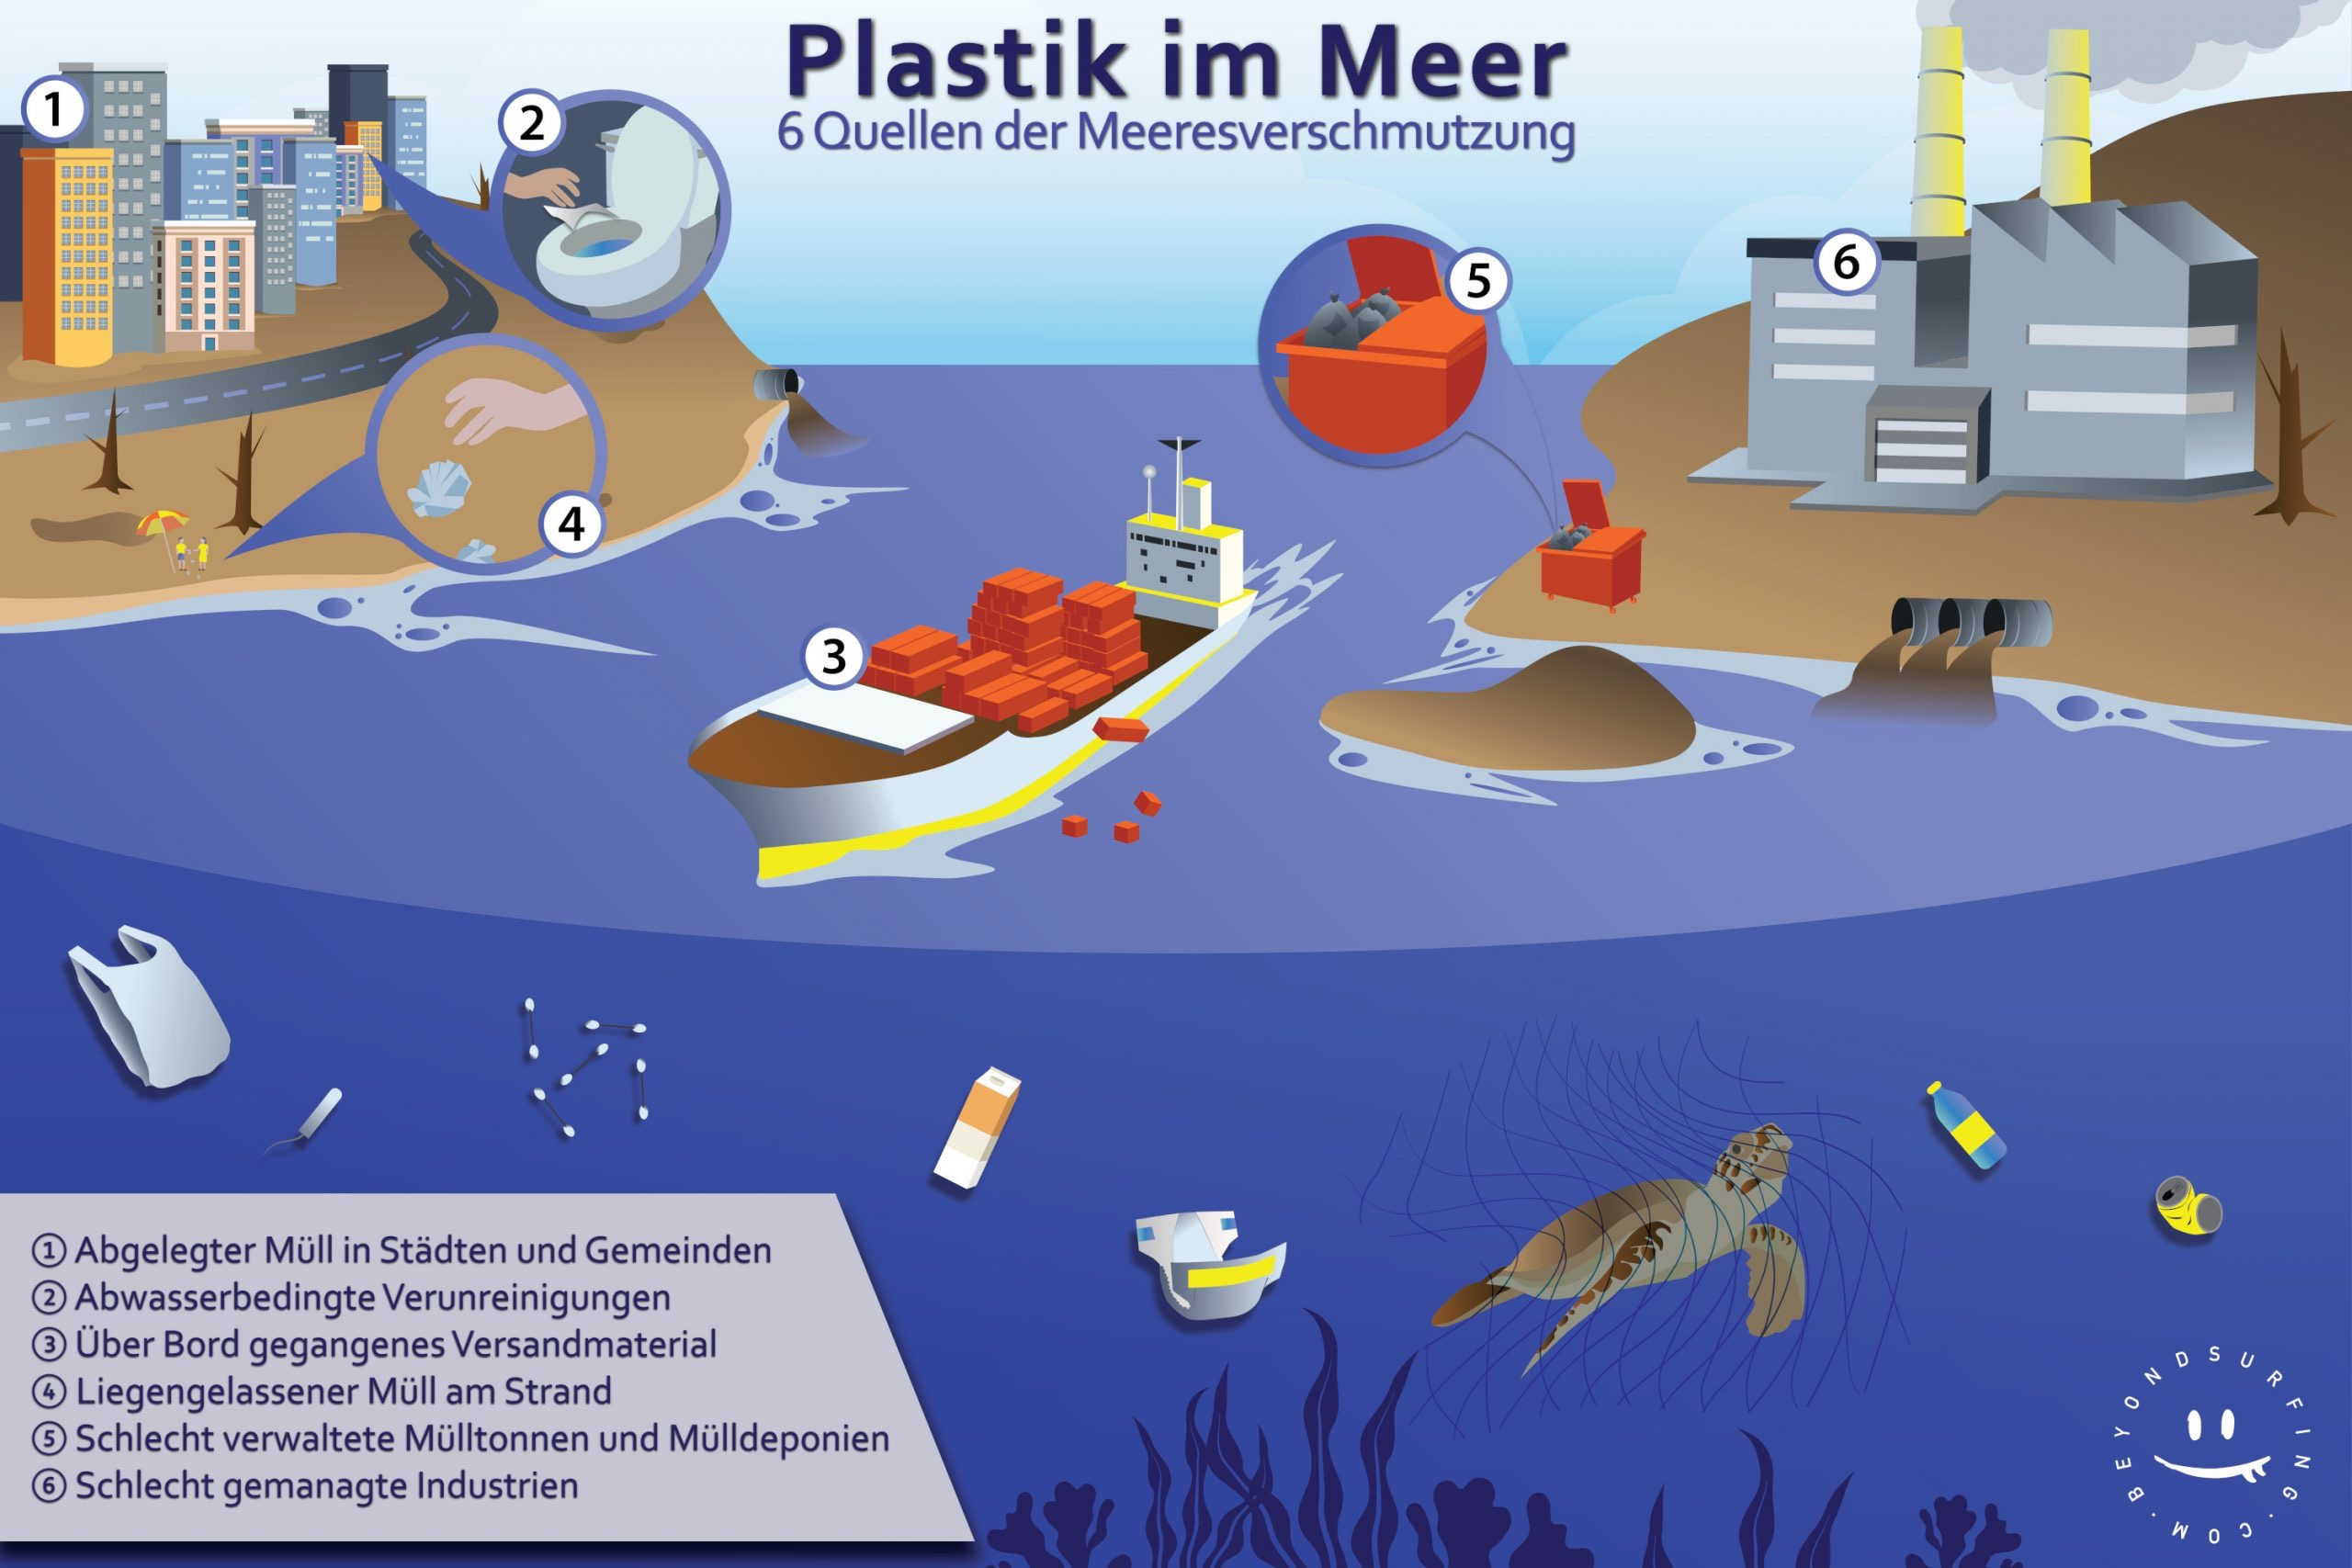 Plastik im Meer
6 Quellen der Meeresverschmutzung
1
2
5
6
4
3
① Abgelegter Müll in Städten und Gemeinden
② Abwasserbedingte Verunreinigungen
③ Über Bord gegangenes Versandmaterial
④ Liegengelassener Müll am Strand
⑤ Schlecht verwaltete Mülltonnen und Mülldeponien
⑥ Schlecht gemanagte Industrien
BEYONDSURFING.COM.